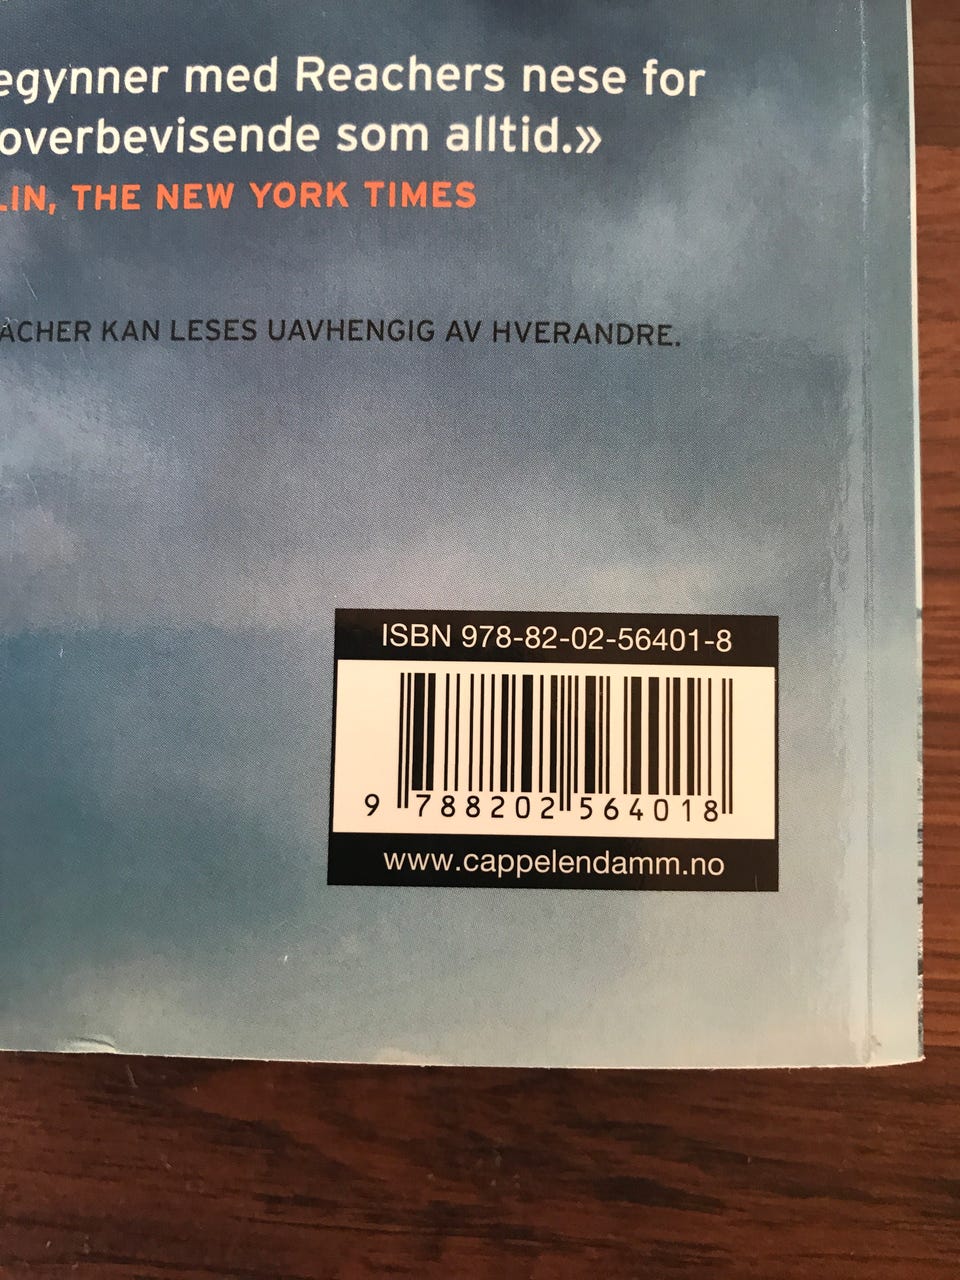 egynner med Reachers nese for
overbevisende som alltid.»
LIN, THE NEW YORK TIMES
ACHER KAN LESES UAVHENGIG AV HVERANDRE.
ISBN 978-82-02-56401-8
9 788202 564018
www.cappelendamm.no